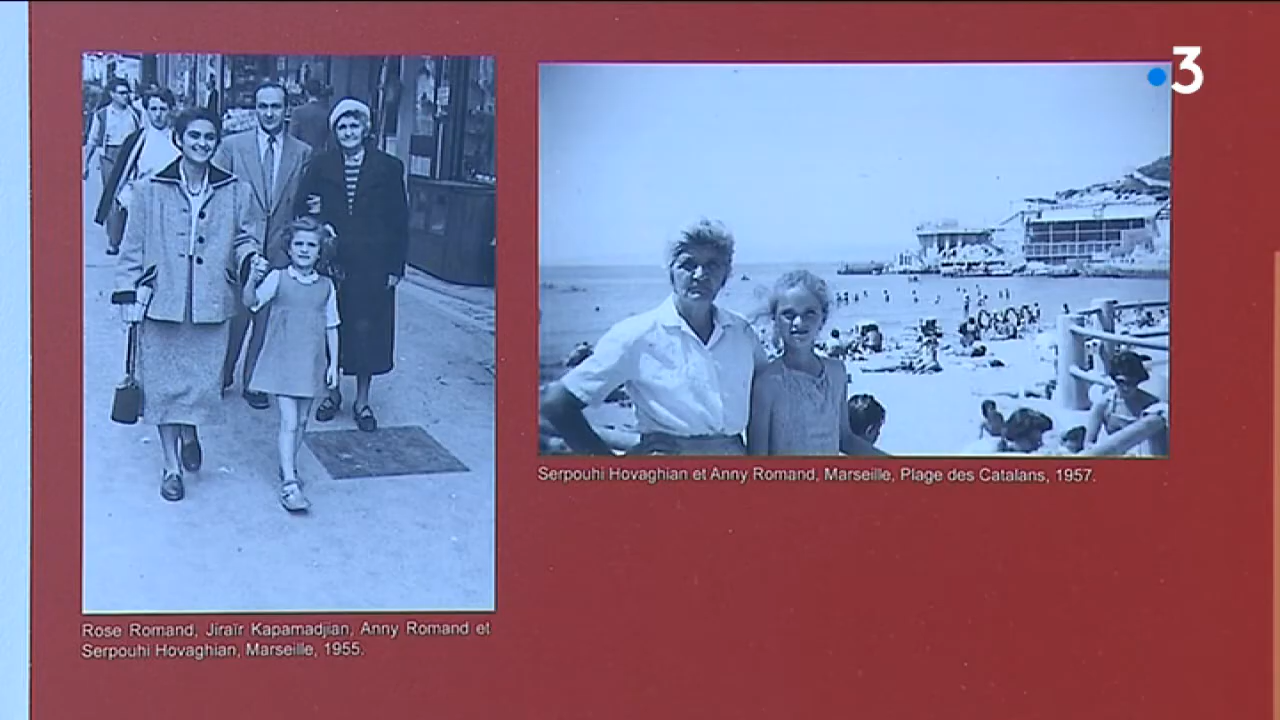 3
Rose Romand, Jiraïr Kapamadjian, Anny Romand et
Serpouhi Hovaghian, Marseille, 1955.
Serpouhi Hovaghian et Anny Romand, Marseille, Plage des Catalans, 1957.